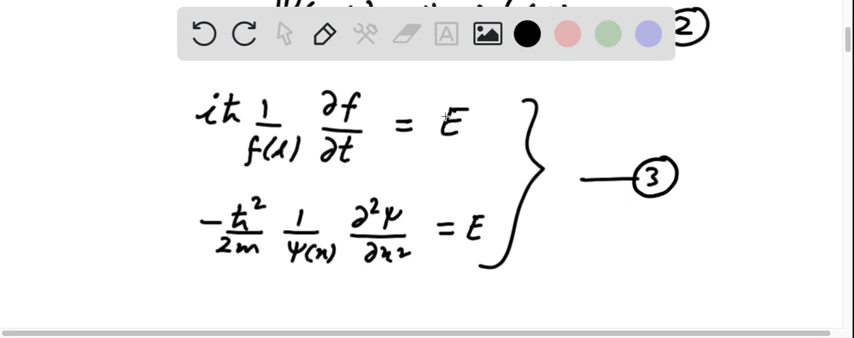 ②
iħ 1/f(t) ∂f/∂t = E
③
-ħ²/2m 1/ψ(x) ∂²ψ/∂x² = E